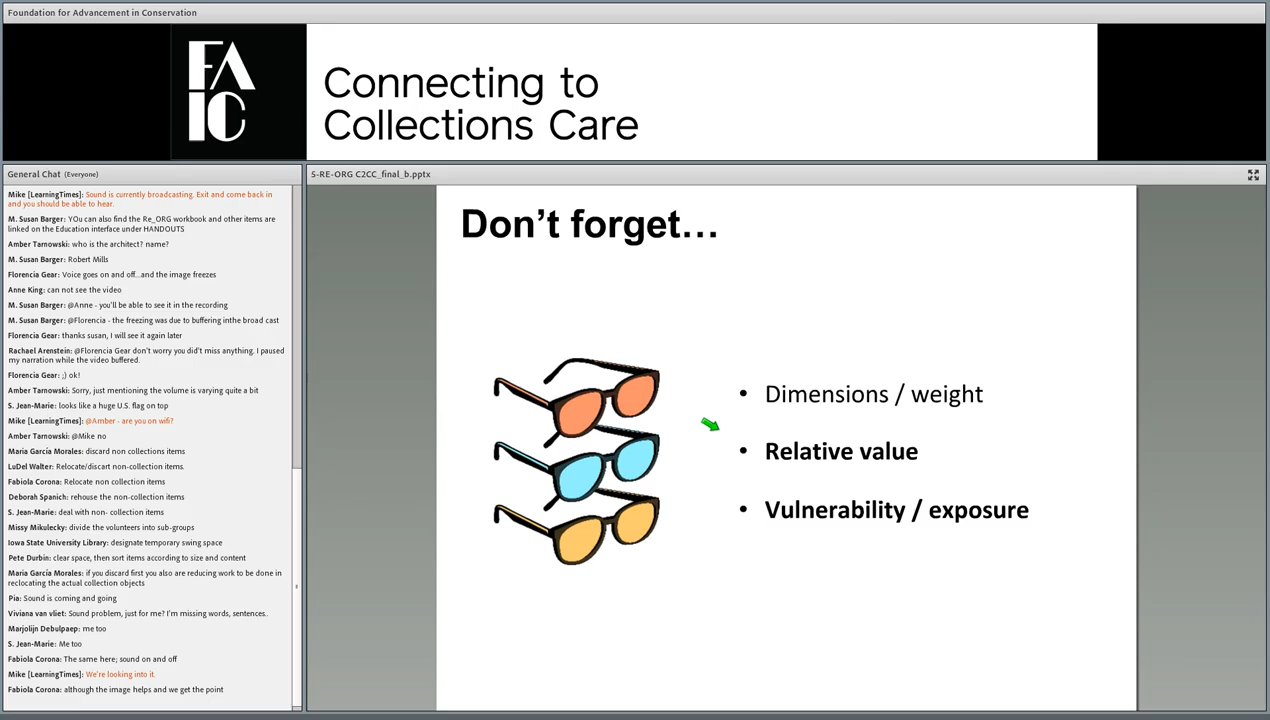 Foundation for Advancement in Conservation
FA
IC
Connecting to
Collections Care
General Chat (Everyone)
Mike [LearningTimes]: Sound is currently broadcasting. Exit and come back in
and you should be able to hear.
M. Susan Barger: YOu can also find the Re_ORG workbook and other items are
linked on the Education interface under HANDOUTS
Amber Tarnowski: who is the architect? name?
M. Susan Barger: Robert Mills
Florencia Gear: Voice goes on and off...and the image freezes
Anne King: can not see the video
M. Susan Barger: @Anne - you'll be able to see it in the recording
M. Susan Barger: @Florencia - the freezing was due to buffering inthe broad cast
Florencia Gear: thanks susan, I will see it again later
Rachael Arenstein: @Florencia Gear don't worry you did't miss anything. I paused
my narration while the video buffered.
Florencia Gear: ;) ok!
Amber Tarnowski: Sorry, just mentioning the volume is varying quite a bit
S. Jean-Marie: looks like a huge U.S. flag on top
Mike [LearningTimes]: @Amber - are you on wifi?
Amber Tarnowski: @Mike no
Maria García Morales: discard non collections items
LuDel Walter: Relocate/discart non-collection items.
Fabiola Corona: Relocate non collection items
Deborah Spanich: rehouse the non-collection items
S. Jean-Marie: deal with non- collection items
Missy Mikulecky: divide the volunteers into sub-groups
Iowa State University Library: designate temporary swing space
Pete Durbin: clear space, then sort items according to size and content
Maria García Morales: if you discard first you also are reducing work to be done in
reclocating the actual collection objects
Pia: Sound is coming and going
Viviana van vliet: Sound problem, just for me? I'm missing words, sentences..
Marjolijn Debulpaep: me too
S. Jean-Marie: Me too
Fabiola Corona: The same here; sound on and off
Mike [LearningTimes]: We're looking into it.
Fabiola Corona: although the image helps and we get the point
5-RE-ORG C2CC_final_b.pptx
Don't forget…
• Dimensions / weight
• Relative value
• Vulnerability / exposure